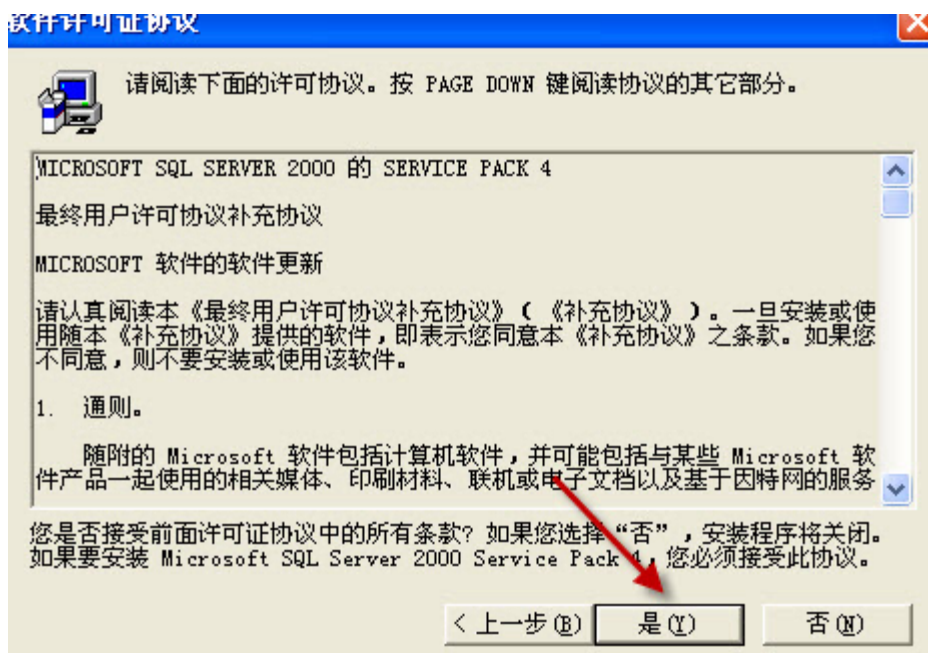 软件许可证协议
请阅读下面的许可协议。按 PAGE DOWN 键阅读协议的其它部分。
MICROSOFT SQL SERVER 2000 的 SERVICE PACK 4
最终用户许可协议补充协议
MICROSOFT 软件的软件更新
请认真阅读本《最终用户许可协议补充协议》(《补充协议》)。一旦安装或使
用随本《补充协议》提供的软件，即表示您同意本《补充协议》之条款。如果您
不同意，则不要安装或使用该软件。
1. 通则。
随附的 Microsoft 软件包括计算机软件，并可能包括与某些 Microsoft 软
件产品一起使用的相关媒体、印刷材料、联机或电子文档以及基于因特网的服务
您是否接受前面许可证协议中的所有条款? 如果您选择“否”，安装程序将关闭。
如果要安装 Microsoft SQL Server 2000 Service Pack 4，您必须接受此协议。
< 上一步(B) 是(Y) 否(N)